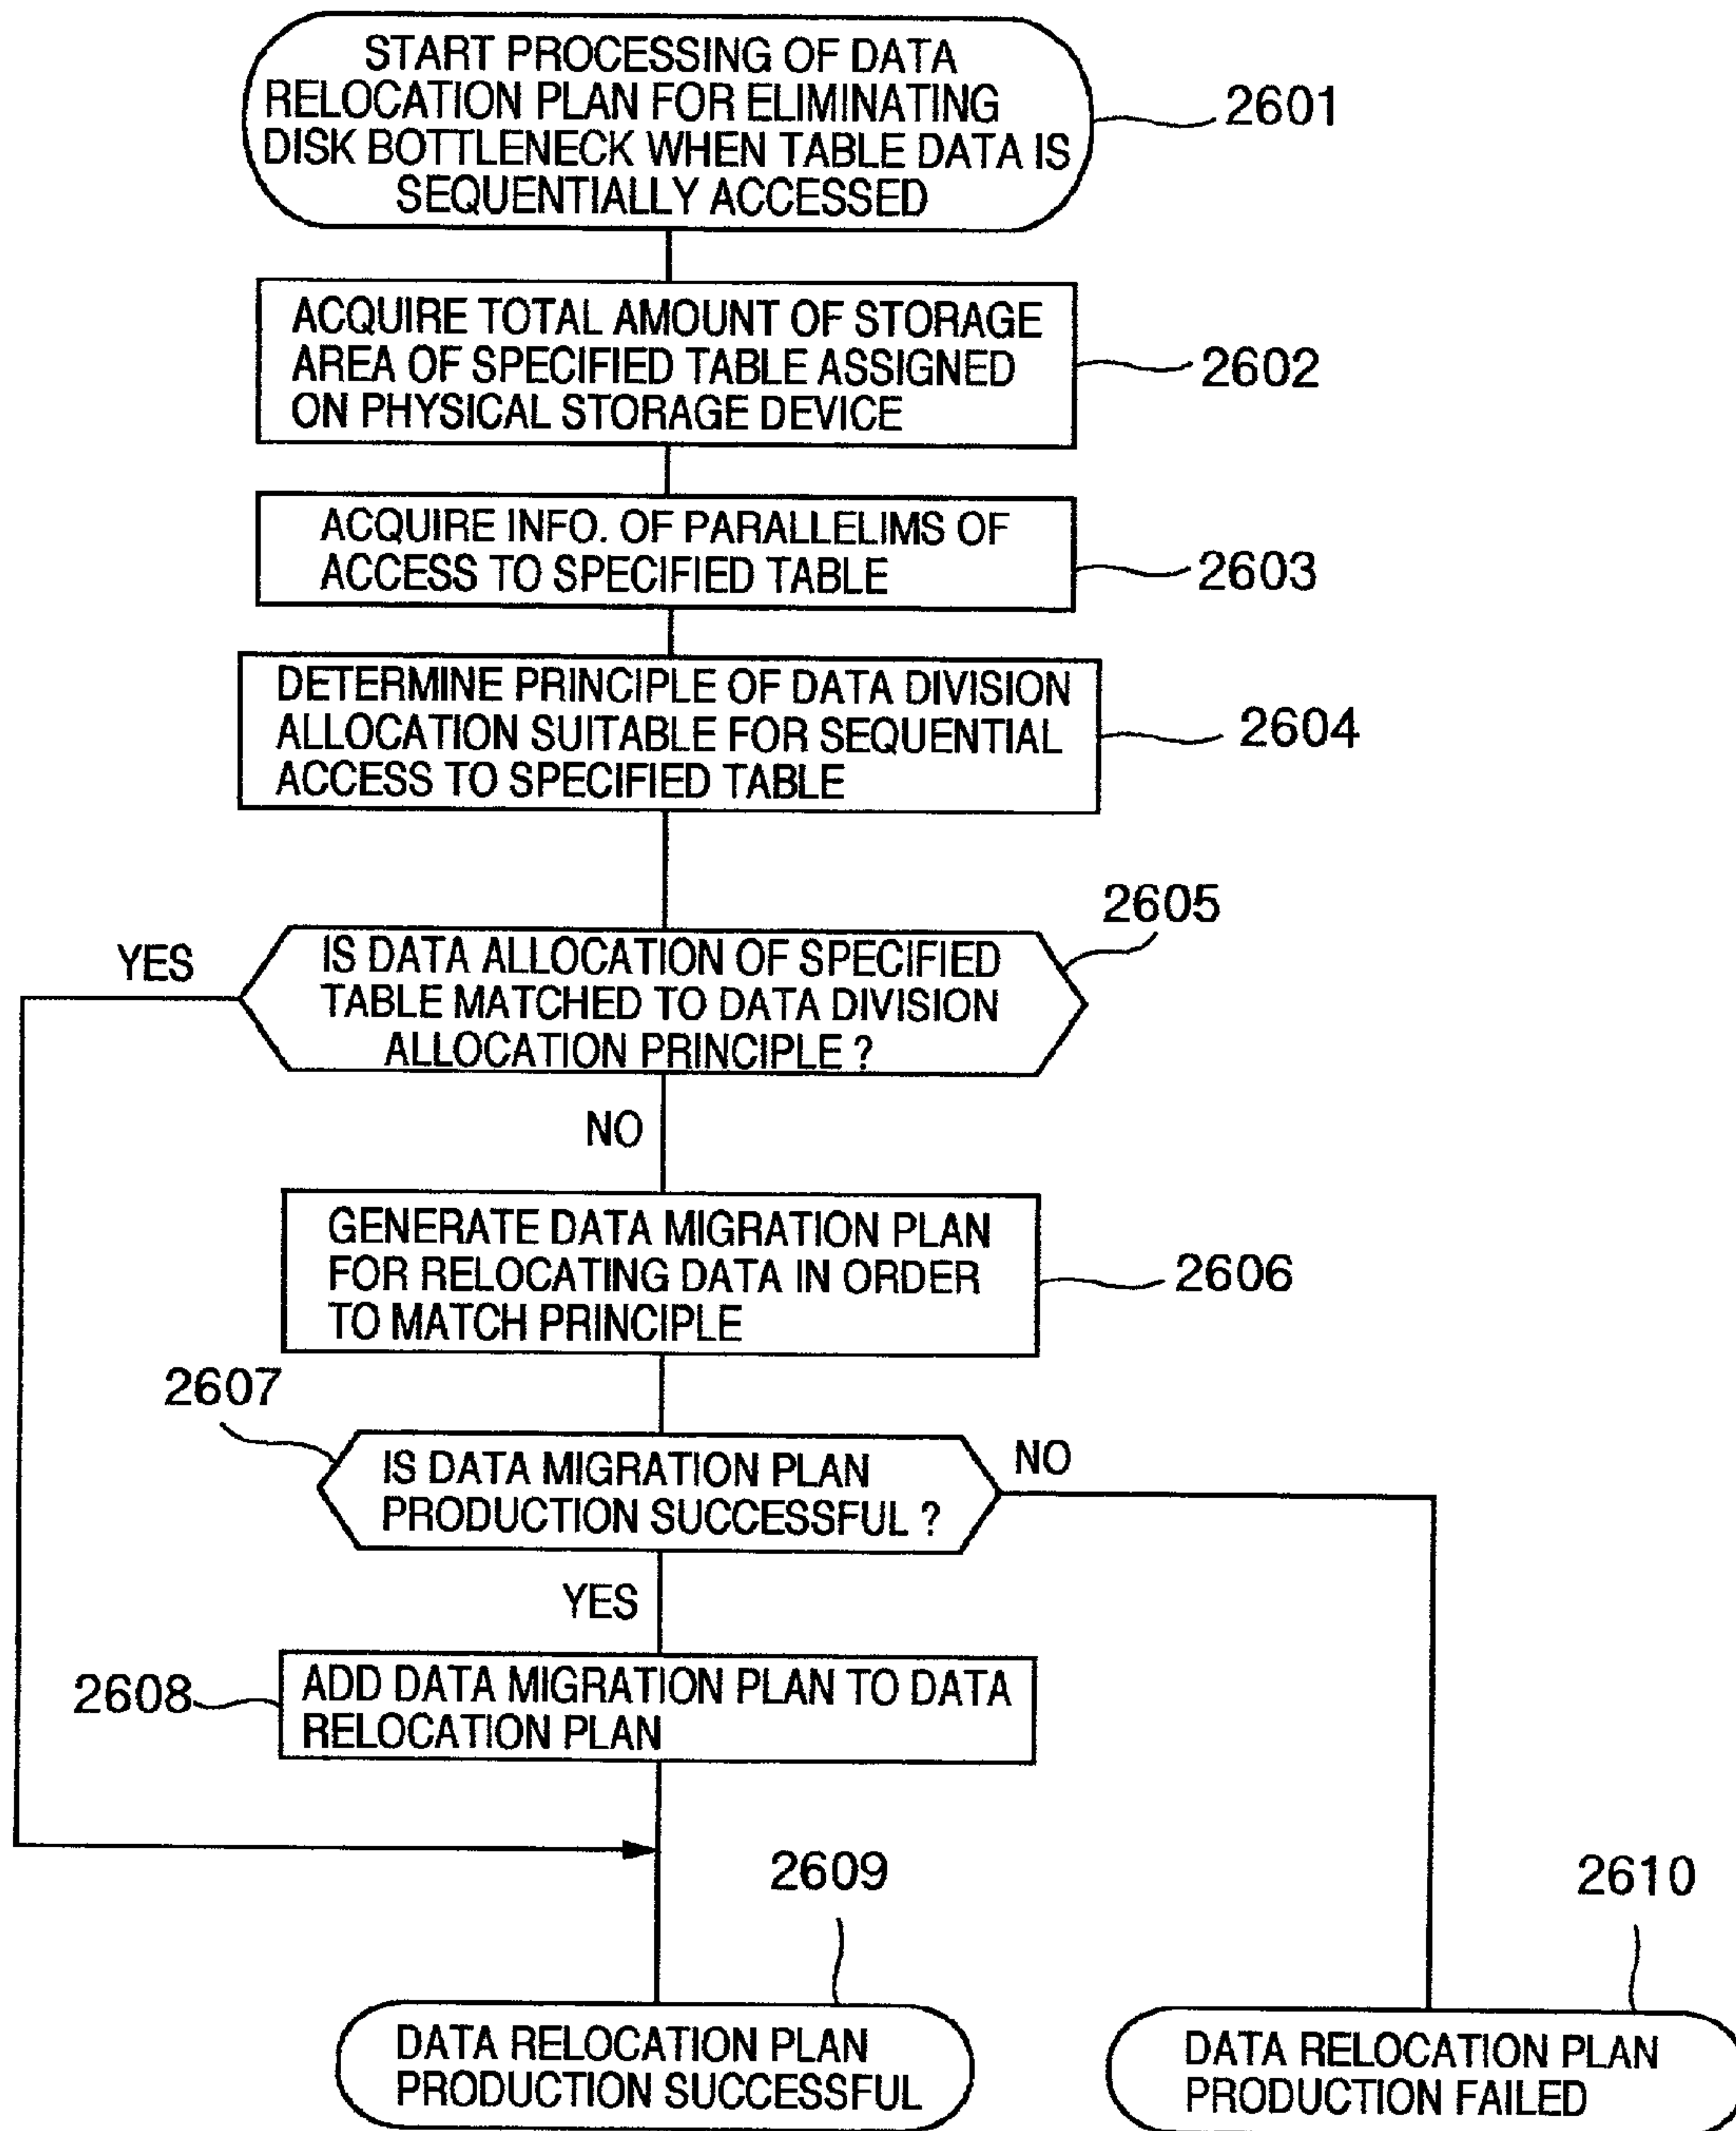 START PROCESSING OF DATA
RELOCATION PLAN FOR ELIMINATING
DISK BOTTLENECK WHEN TABLE DATA IS
SEQUENTIALLY ACCESSED
2601
ACQUIRE TOTAL AMOUNT OF STORAGE
AREA OF SPECIFIED TABLE ASSIGNED
ON PHYSICAL STORAGE DEVICE
2602
ACQUIRE INFO. OF PARALLELIMS OF
ACCESS TO SPECIFIED TABLE
2603
DETERMINE PRINCIPLE OF DATA DIVISION
ALLOCATION SUITABLE FOR SEQUENTIAL
ACCESS TO SPECIFIED TABLE
2604
2605
YES
IS DATA ALLOCATION OF SPECIFIED
TABLE MATCHED TO DATA DIVISION
ALLOCATION PRINCIPLE ?
NO
GENERATE DATA MIGRATION PLAN
FOR RELOCATING DATA IN ORDER
TO MATCH PRINCIPLE
2606
2607
IS DATA MIGRATION PLAN
PRODUCTION SUCCESSFUL ?
NO
YES
2608
ADD DATA MIGRATION PLAN TO DATA
RELOCATION PLAN
2609
2610
DATA RELOCATION PLAN
PRODUCTION SUCCESSFUL
DATA RELOCATION PLAN
PRODUCTION FAILED